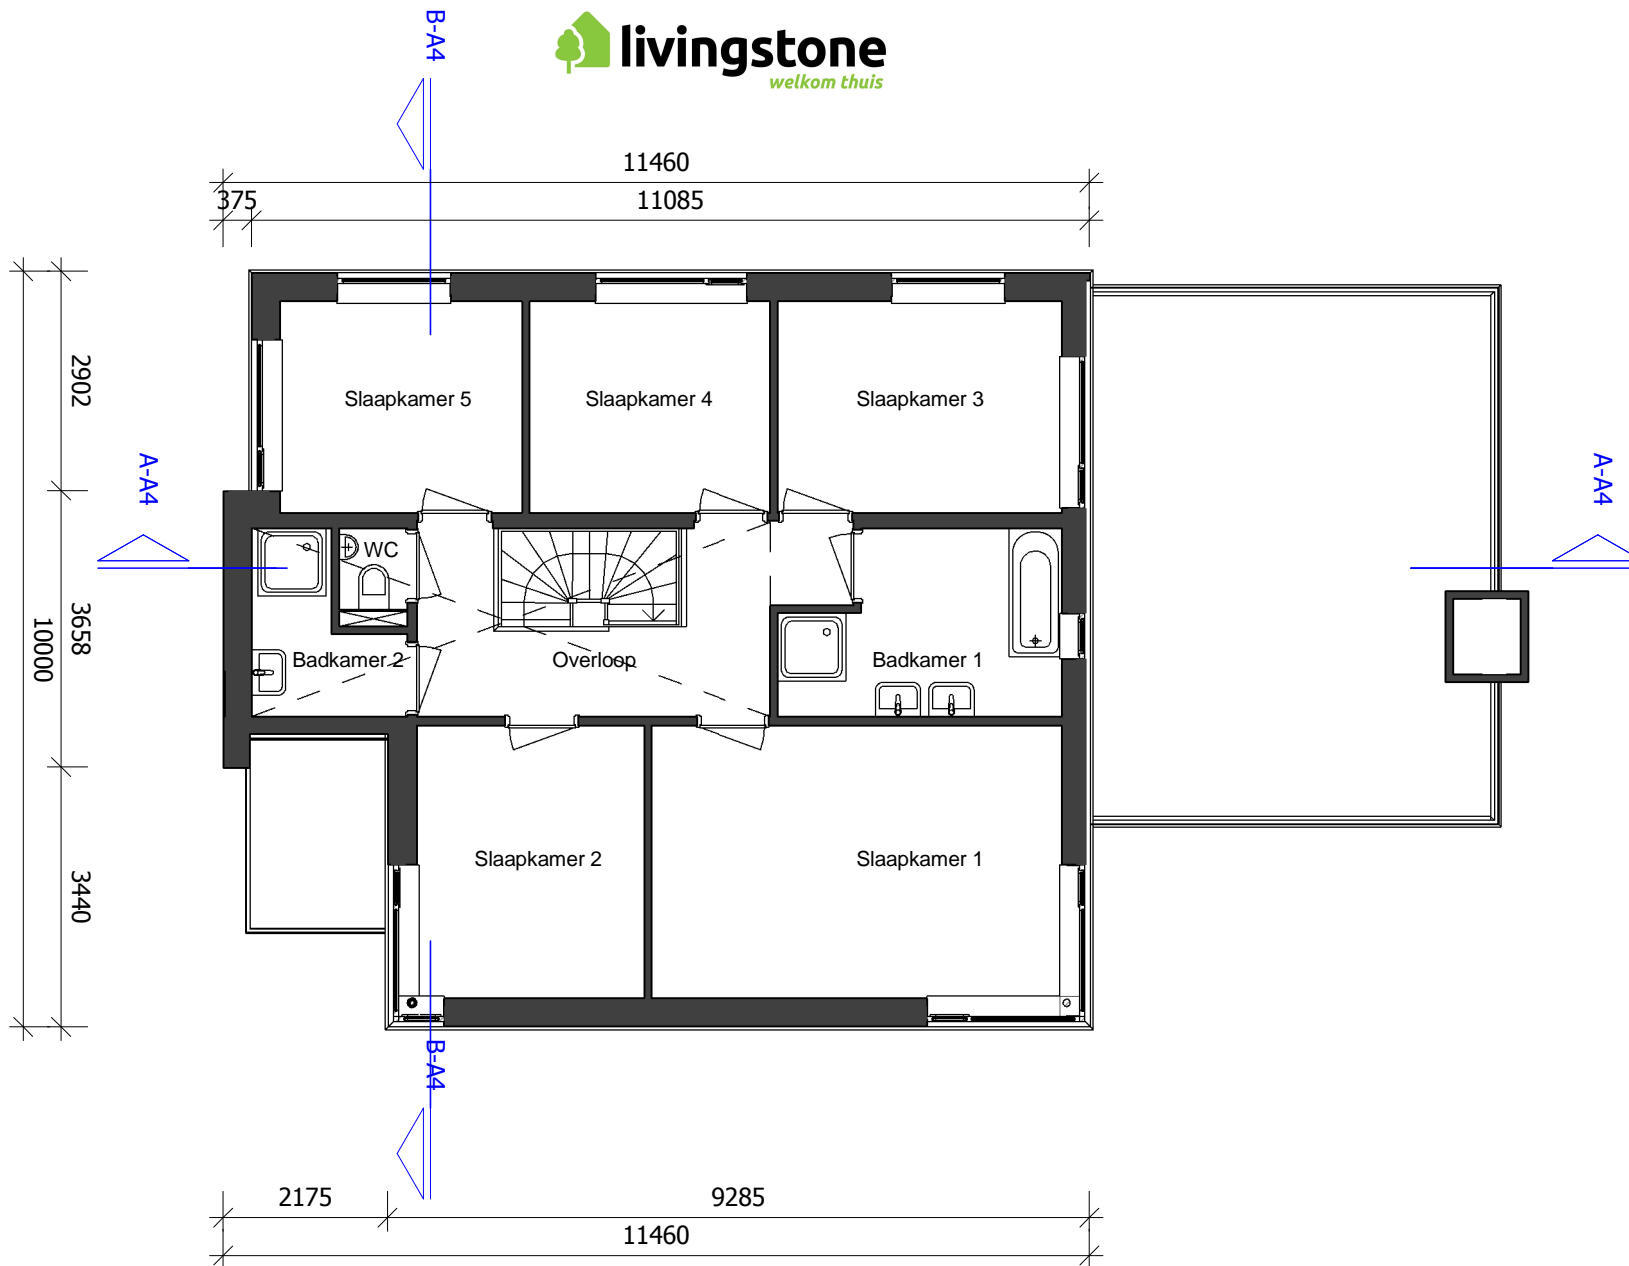 B-A4
livingstone
welkom thuis
11460
375
11085
2902
3658
10000
3440
A-A4
A-A4
Slaapkamer 5
Slaapkamer 4
Slaapkamer 3
WC
Badkamer 2
Overloop
Badkamer 1
Slaapkamer 2
Slaapkamer 1
B-A4
2175
9285
11460